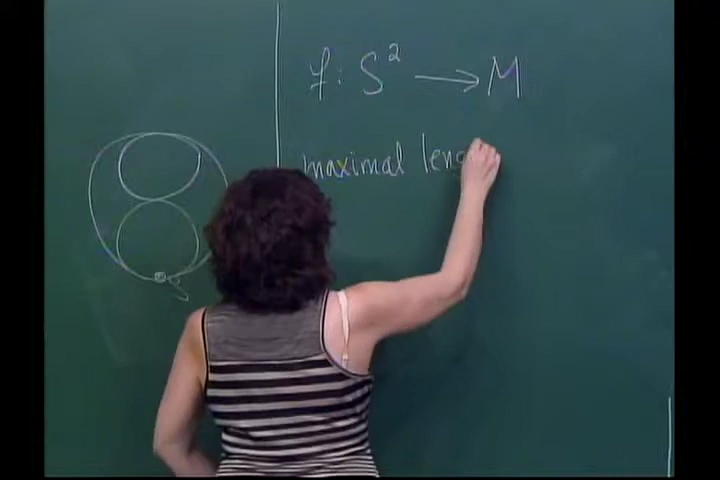 f : S² → M
maximal leng